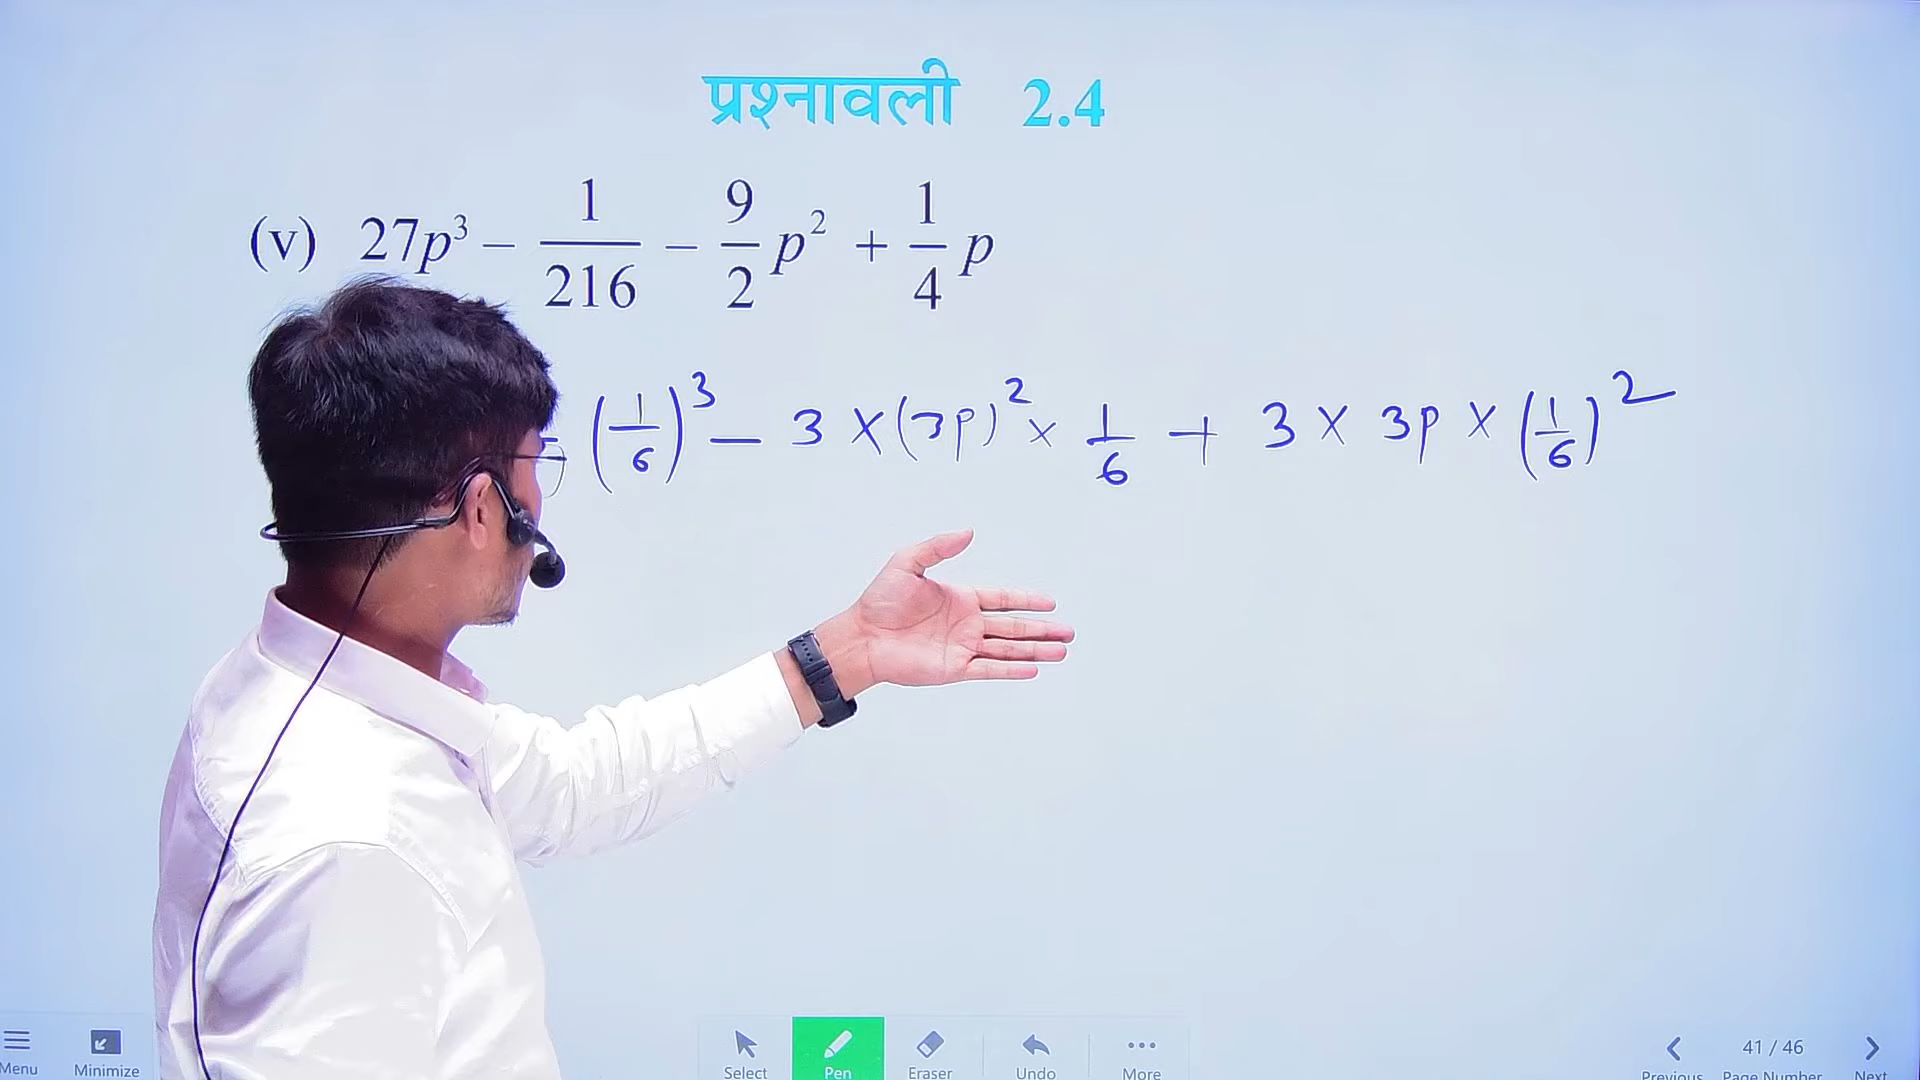 प्रश्नावली 2.4
(v) 27p³ − 1/216 − 9/2 p² + 1/4 p
(1/6)³ − 3 × (3p)² × 1/6 + 3 × 3p × (1/6)²
Menu Minimize Select Pen Eraser Undo More Previous 41 / 46 Page Number Next